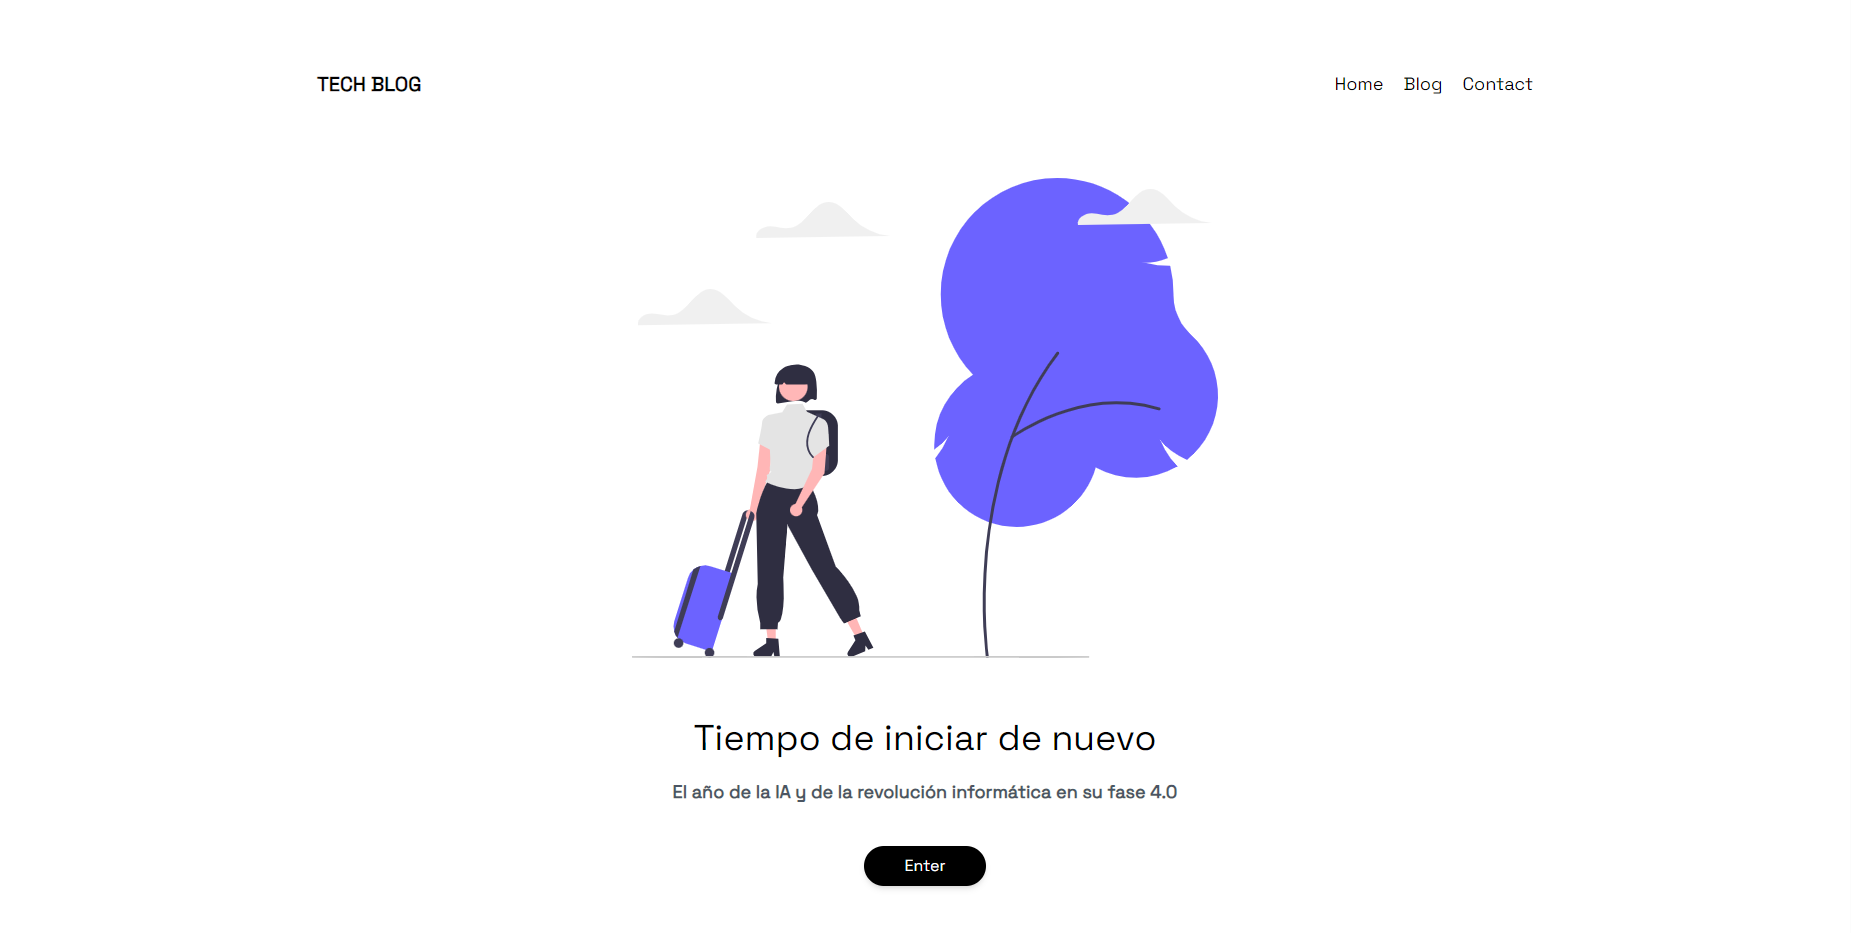 TECH BLOG
Home Blog Contact
Tiempo de iniciar de nuevo
El año de la IA y de la revolución informática en su fase 4.0
Enter